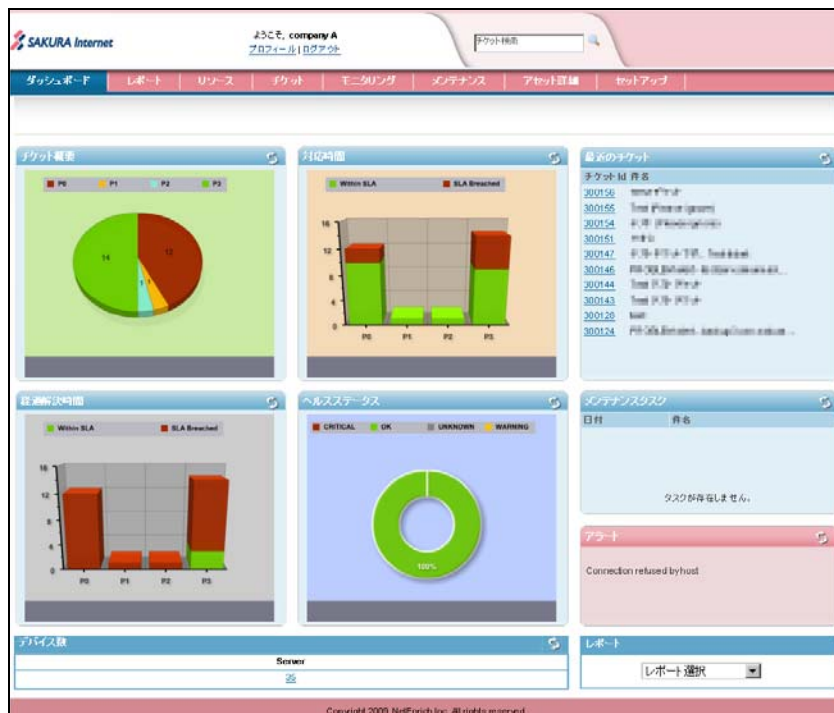 SAKURA Internet
ようこそ, company A
プロフィール | ログアウト
チケット検索
ダッシュボード レポート リソース チケット モニタリング メンテナンス アセット詳細 セットアップ
チケット概要
P0 P1 P2 P3
14
12
1
1
対応時間
Within SLA SLA Breached
16
12
8
4
0
P0 P1 P2 P3
最近のチケット
チケット Id 件名
300156
300155
300154
300151
300147
300146
300144
300143
300128
300124
Within SLA SLA Breached
16
12
8
4
0
P0 P1 P2 P3
ヘルスステータス
CRITICAL OK UNKNOWN WARNING
100%
メンテナンスタスク
日付 件名
タスクが存在しません。
アラート
Connection refused by host
デバイス数
Server
レポート
レポート選択
Copyright 2009 NetEnrich Inc. All rights reserved